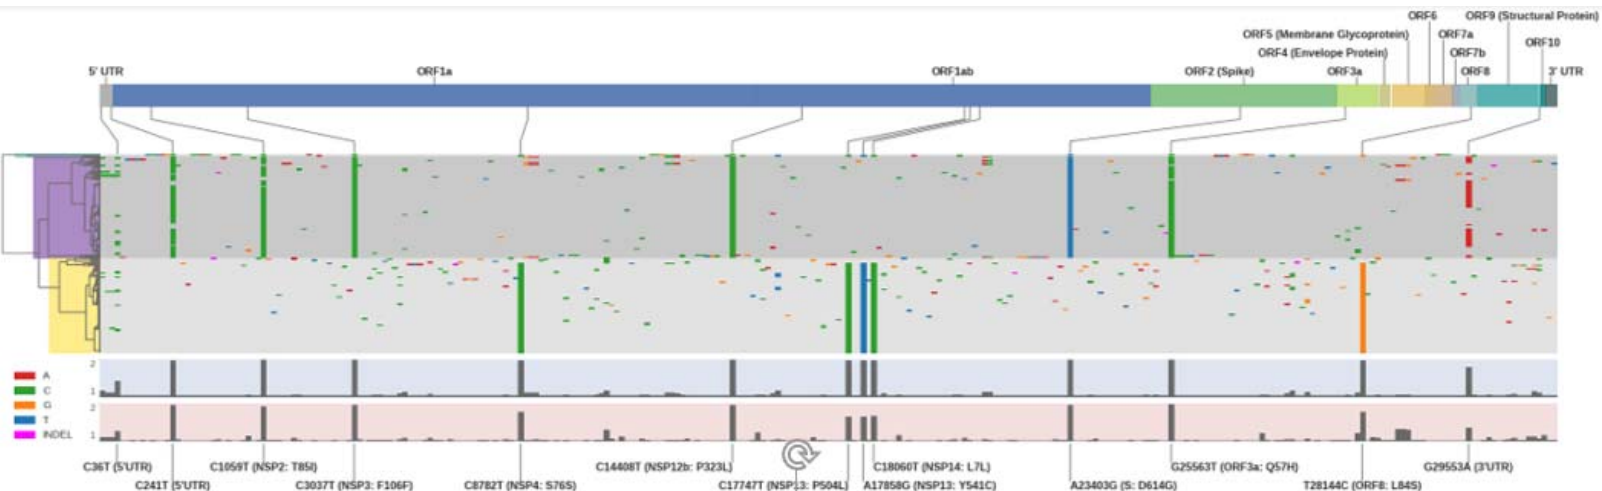 ORF6 ORF9 (Structural Protein)
ORF5 (Membrane Glycoprotein) ORF7a
ORF10
ORF4 (Envelope Protein) ORF7b
5' UTR ORF1a ORF1ab ORF2 (Spike) ORF3a ORF8 3' UTR
2
1
2
1
A
C
G
T
INDEL
C36T (5'UTR) C1059T (NSP2: T85I) C14408T (NSP12b: P323L) C18060T (NSP14: L7L) G25563T (ORF3a: Q57H) G29553A (3'UTR)
C241T (5'UTR) C3037T (NSP3: F106F) C8782T (NSP4: S76S) C17747T (NSP13: P504L) A17858G (NSP13: Y541C) A23403G (S: D614G) T28144C (ORF8: L84S)